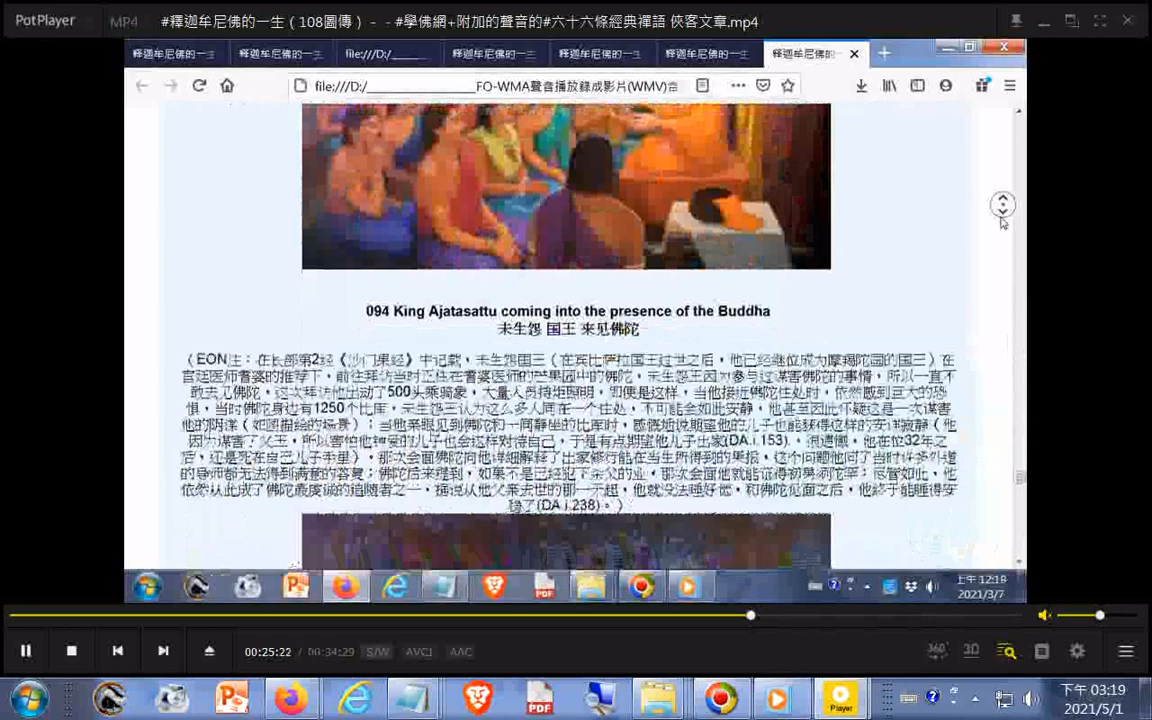 PotPlayer MP4 #釋迦牟尼佛的一生（108圖傳）- - #學佛網+附加的聲音的#六十六條經典禪語 俠客文章.mp4
釋迦牟尼佛的一生 釋迦牟尼佛的一生 file:///D:/______ 釋迦牟尼佛的一生 釋迦牟尼佛的一生 釋迦牟尼佛的一生 釋迦牟尼佛的一
file:///D:/__________________FO-WMA聲音播放錄成影片(WMV)
094 King Ajatasattu coming into the presence of the Buddha
未生怨 国王 来见佛陀
（EON注：在长部第2经《沙门果经》中记载，未生怨国王（在宾比萨拉国王过世之后，他已经继位成为摩揭陀国的国王）在
宫廷医师耆婆的推荐下，前往拜访当时正住在耆婆医师的芒果园中的佛陀，未生怨王因为参与过谋害佛陀的事情，所以一直不
敢去见佛陀，这次拜访他出动了500头乘骑象，大量人员持炬照明，即使是这样，当他接近佛陀住处时，依然感到巨大的恐
惧，当时佛陀身边有1250个比库，未生怨王认为这么多人同在一个住处，不可能会如此安静，他甚至因此怀疑这是一次谋害
他的阴谋（如图描绘的场景）；当他亲眼见到佛陀和一同静坐的比库时，感慨地说期望他的儿子也能获得这样的安详寂静（他
因为谋害了父王，所以害怕他钟爱的儿子也会这样对待自己，于是有点期望他儿子出家(DA.i.153)．很遗憾，他在位32年之
后，还是死在自己儿子手里），那次会面佛陀向他详细解释了出家修行能在当生所得到的果报，这个问题他问了当时许多外道
的导师都无法得到满意的答复；佛陀后来提到，如果不是已经犯下杀父的业，那次会面他就能证得初果须陀洹；尽管如此，他
依然从此成了佛陀最虔诚的追随者之一，据说从他父亲去世的那一天起，他就没法睡好觉，和佛陀见面之后，他终于能睡得安
稳了(DA.i.238)。）
上午 12:19
2021/3/7
00:25:22 / 00:34:29 S/W AVC1 AAC
360° 3D
PDF Player 下午 03:19
2021/5/1